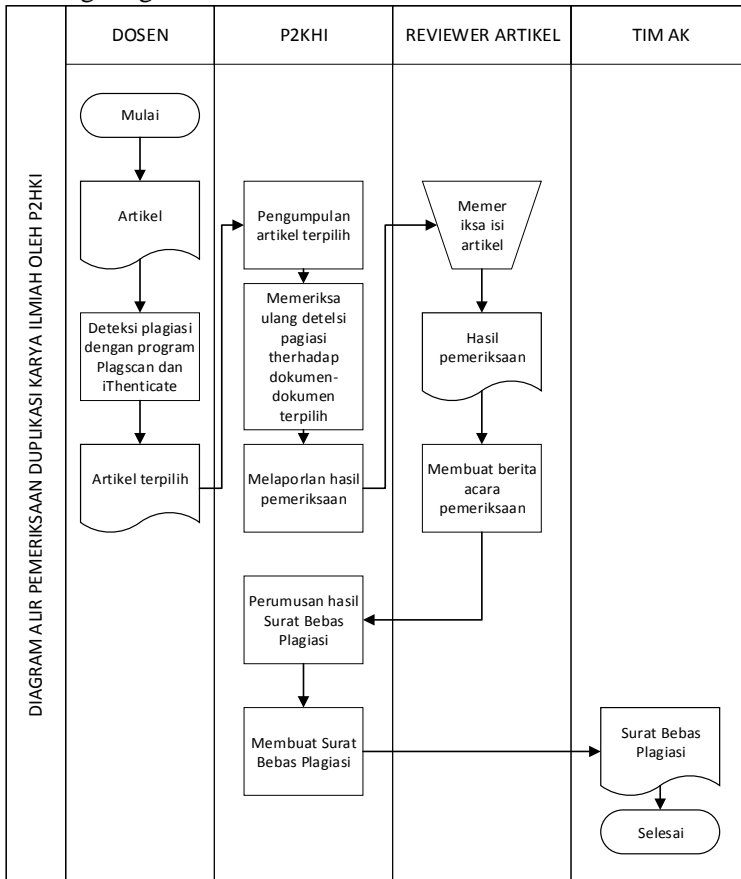 DIAGRAM ALIR PEMERIKSAAN DUPLIKASI KARYA ILMIAH OLEH P2HKI
DOSEN
P2KHI
REVIEWER ARTIKEL
TIM AK
Mulai
Artikel
Deteksi plagiasi
dengan program
Plagscan dan
iThenticate
Artikel terpilih
Pengumpulan
artikel terpilih
Memeriksa
ulang detelsi
pagiasi
therhadap
dokumen-
dokumen
terpilih
Melaporlan hasil
pemeriksaan
Memer
iksa isi
artikel
Hasil
pemeriksaan
Membuat berita
acara
pemeriksaan
Perumusan hasil
Surat Bebas
Plagiasi
Membuat Surat
Bebas Plagiasi
Surat Bebas
Plagiasi
Selesai